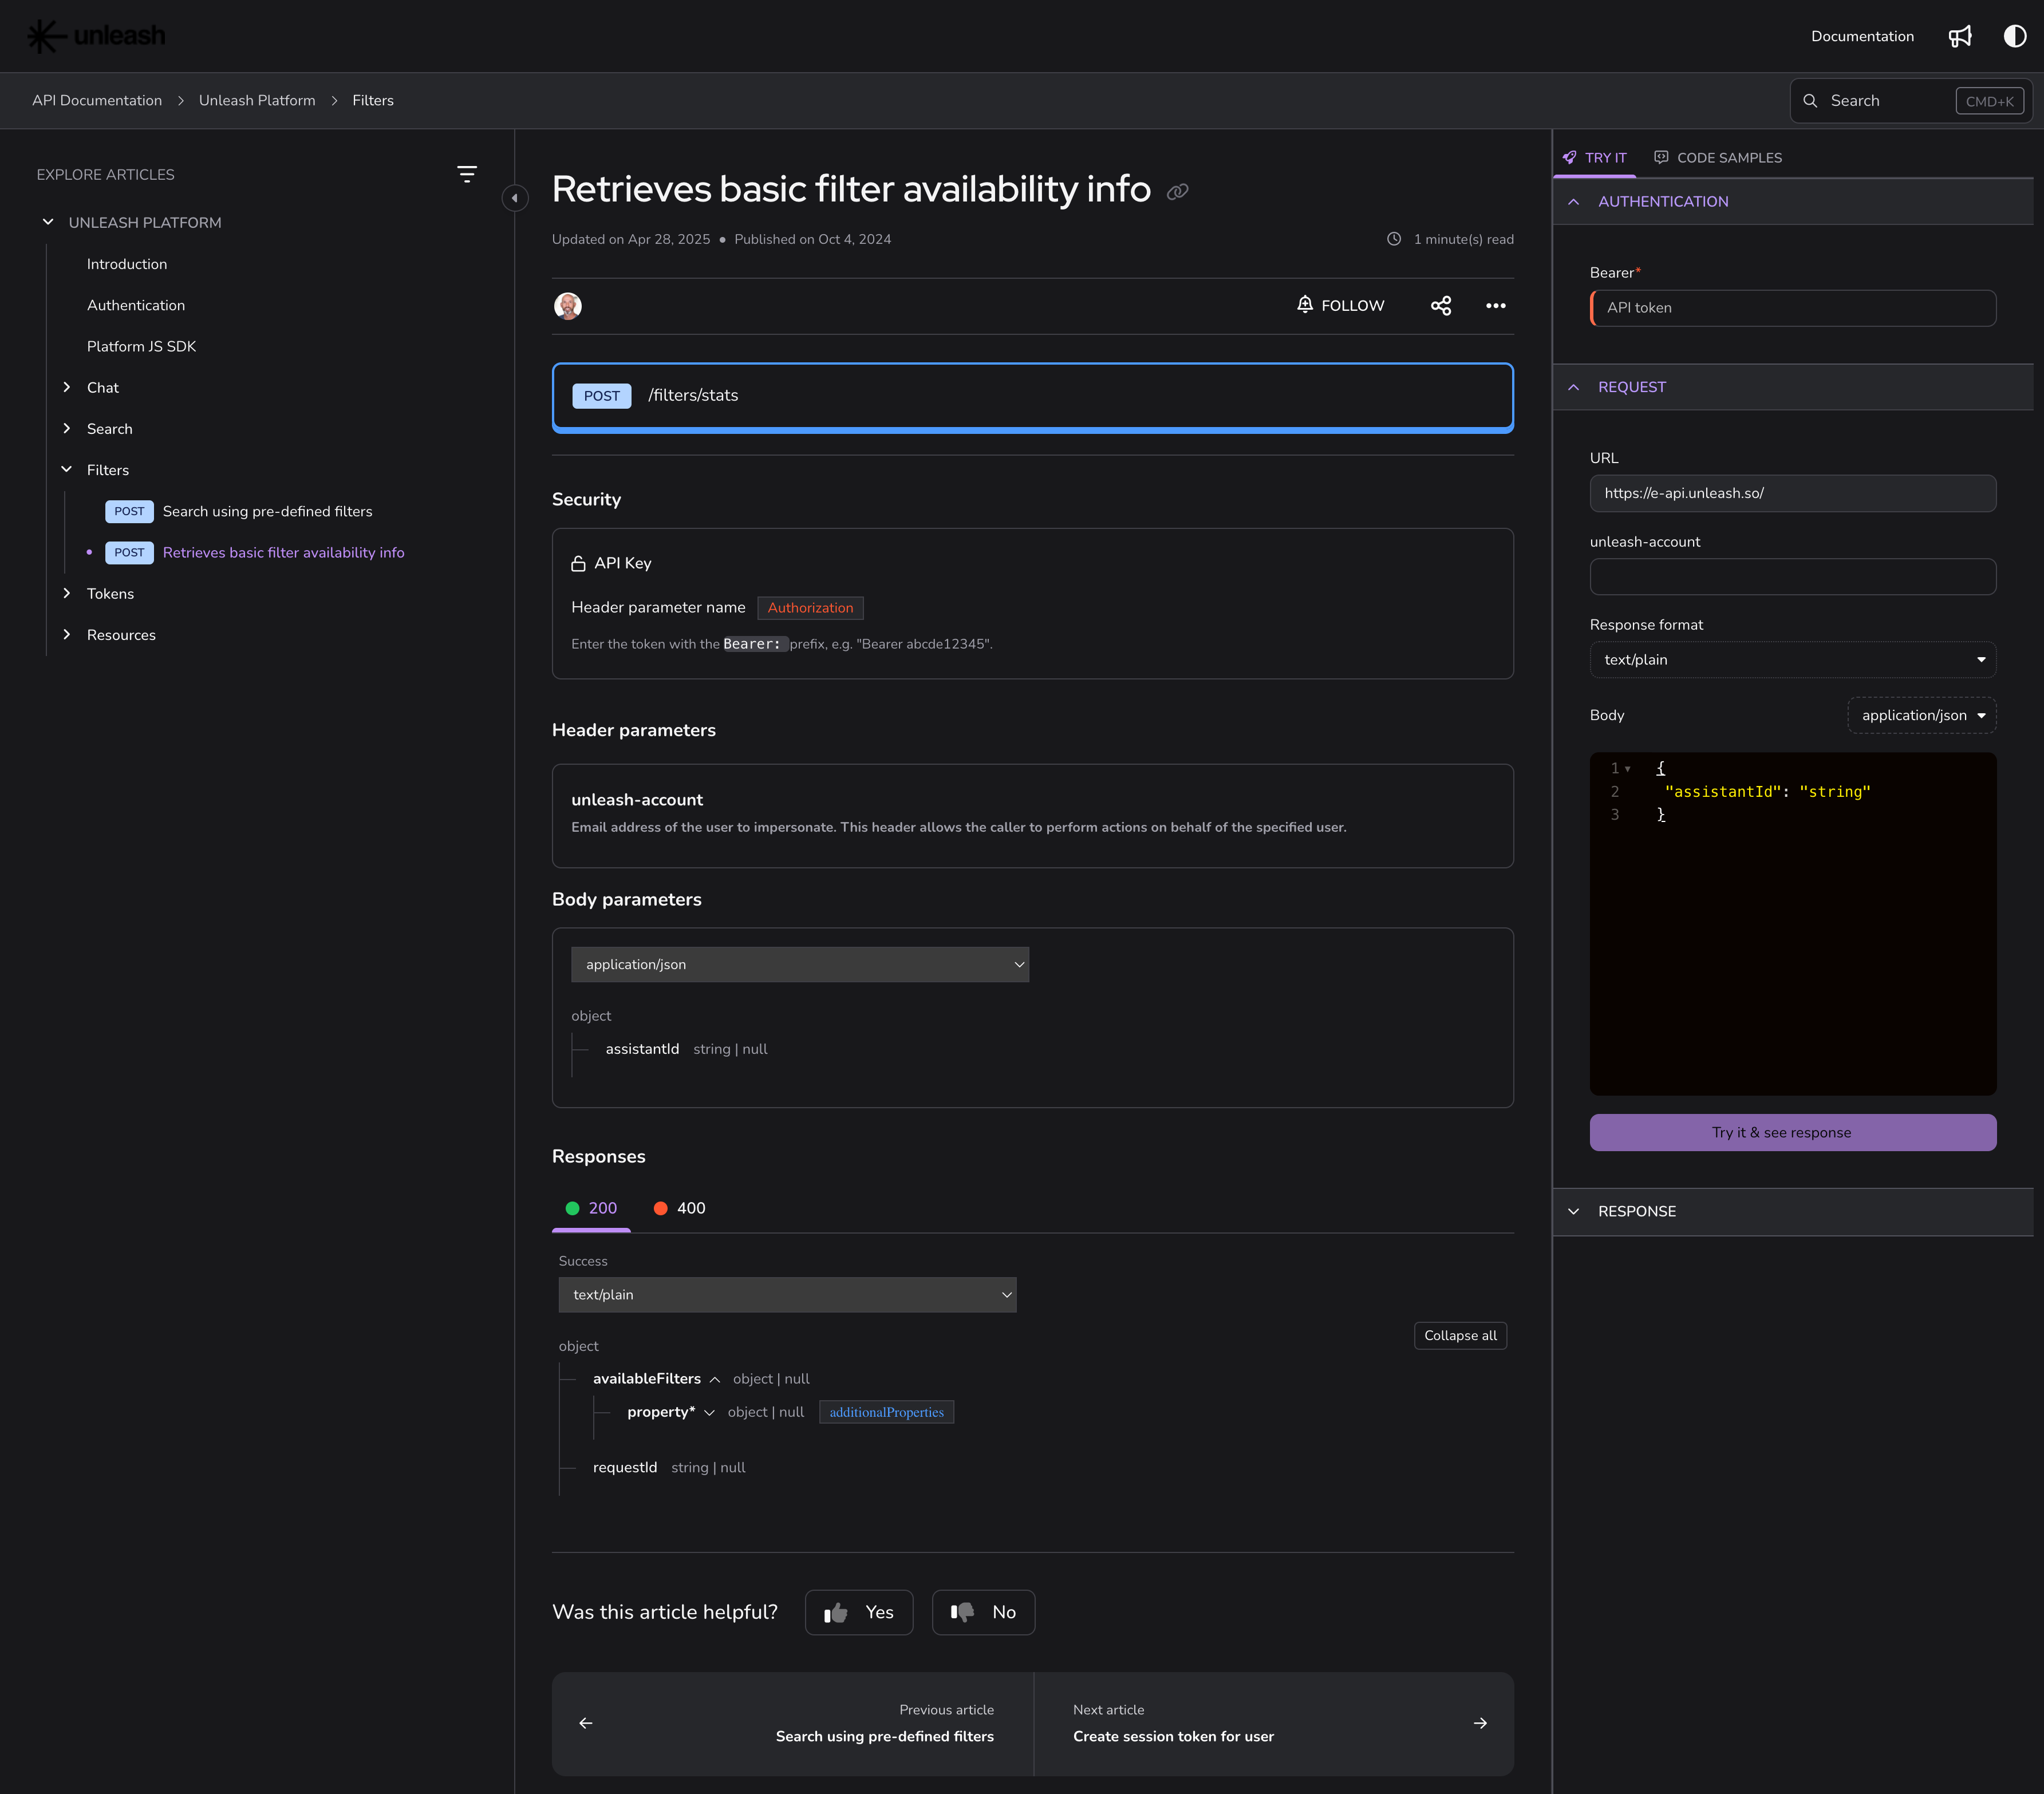 unleash
Documentation
API Documentation > Unleash Platform > Filters
Search CMD+K
EXPLORE ARTICLES
UNLEASH PLATFORM
Introduction
Authentication
Platform JS SDK
Chat
Search
Filters
POST Search using pre-defined filters
POST Retrieves basic filter availability info
Tokens
Resources
Retrieves basic filter availability info
Updated on Apr 28, 2025 • Published on Oct 4, 2024
1 minute(s) read
FOLLOW
POST /filters/stats
Security
API Key
Header parameter name Authorization
Enter the token with the Bearer: prefix, e.g. "Bearer abcde12345".
Header parameters
unleash-account
Email address of the user to impersonate. This header allows the caller to perform actions on behalf of the specified user.
Body parameters
application/json
object
assistantId string | null
Responses
200 400
Success
text/plain
Collapse all
object
availableFilters object | null
property* object | null additionalProperties
requestId string | null
Was this article helpful? Yes No
Previous article
Search using pre-defined filters
Next article
Create session token for user
TRY IT CODE SAMPLES
AUTHENTICATION
Bearer*
API token
REQUEST
URL
https://e-api.unleash.so/
unleash-account
Response format
text/plain
Body application/json
1 {
2 "assistantId": "string"
3 }
Try it & see response
RESPONSE